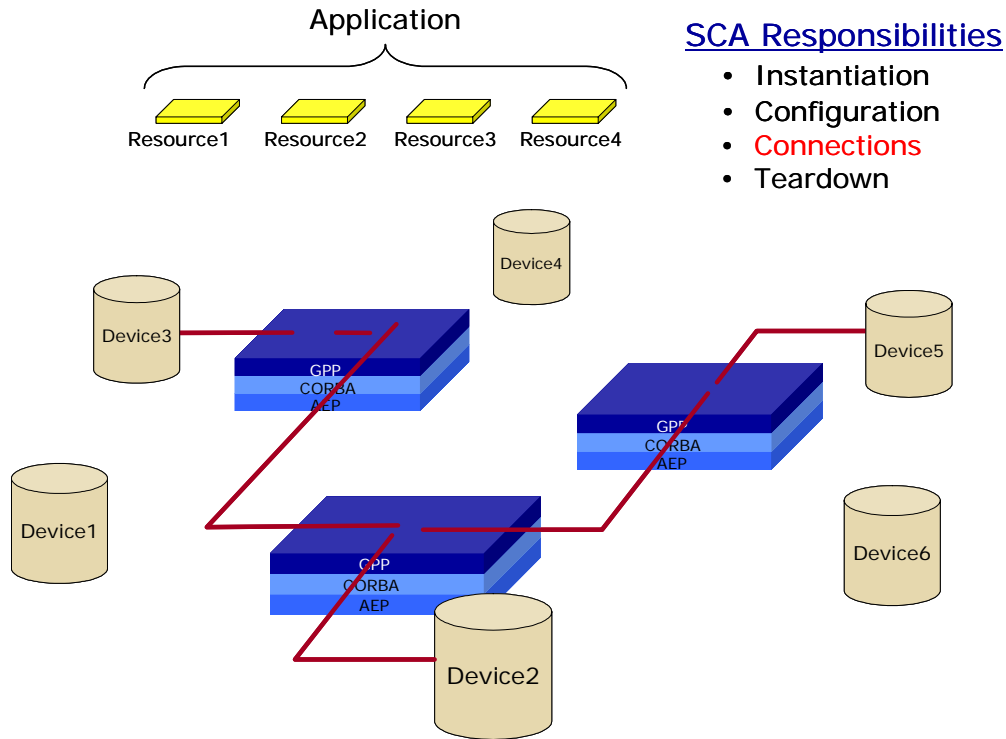 Application
Resource1 Resource2 Resource3 Resource4
SCA Responsibilities
• Instantiation
• Configuration
• Connections
• Teardown
Device4
Device3
GPP
CORBA
AEP
Device5
GPP
CORBA
AEP
Device1
GPP
CORBA
AEP
Device6
Device2